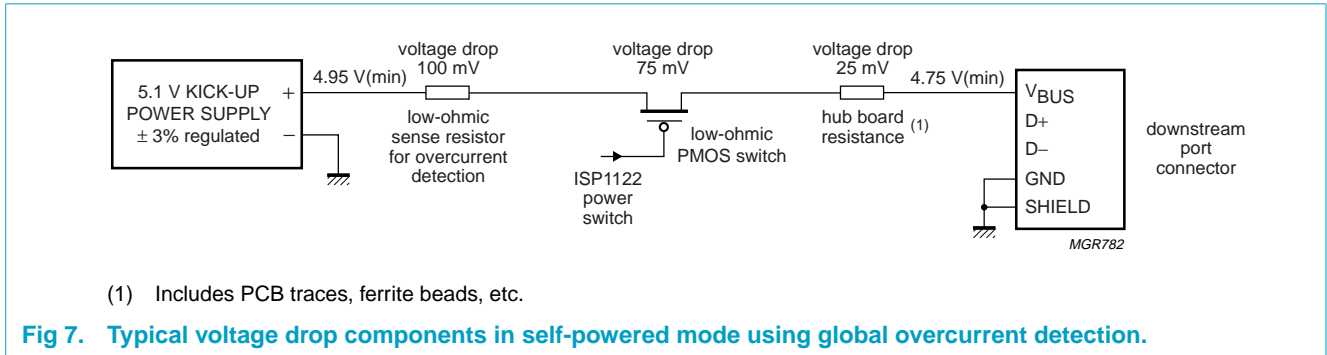 5.1 V KICK-UP
POWER SUPPLY
± 3% regulated
+
−
4.95 V(min)
voltage drop
100 mV
low-ohmic
sense resistor
for overcurrent
detection
voltage drop
75 mV
low-ohmic
PMOS switch
ISP1122
power
switch
voltage drop
25 mV
hub board
resistance (1)
4.75 V(min)
VBUS
D+
D−
GND
SHIELD
downstream
port
connector
MGR782
(1) Includes PCB traces, ferrite beads, etc.
Fig 7. Typical voltage drop components in self-powered mode using global overcurrent detection.